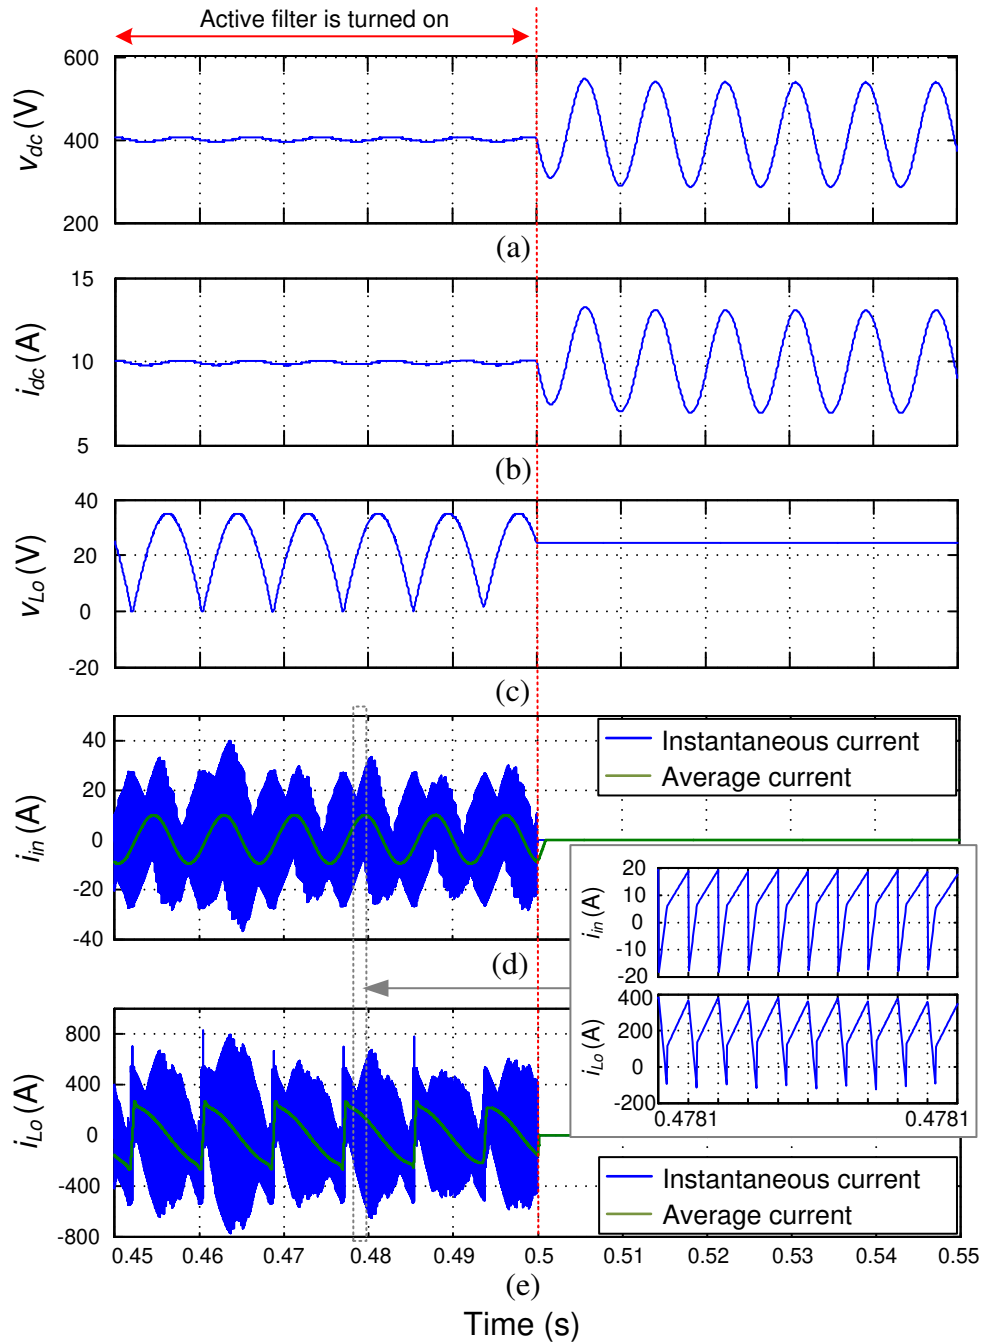 Active filter is turned on
600
400
200
v_dc (V)
(a)
15
10
5
i_dc (A)
(b)
40
20
0
-20
v_Lo (V)
(c)
40
20
0
-20
-40
i_in (A)
Instantaneous current
Average current
(d)
20
10
0
-10
-20
i_in (A)
400
200
0
-200
i_Lo (A)
0.4781
0.4781
800
400
0
-400
-800
i_Lo (A)
Instantaneous current
Average current
0.45
0.46
0.47
0.48
0.49
0.5
0.51
0.52
0.53
0.54
0.55
(e)
Time (s)